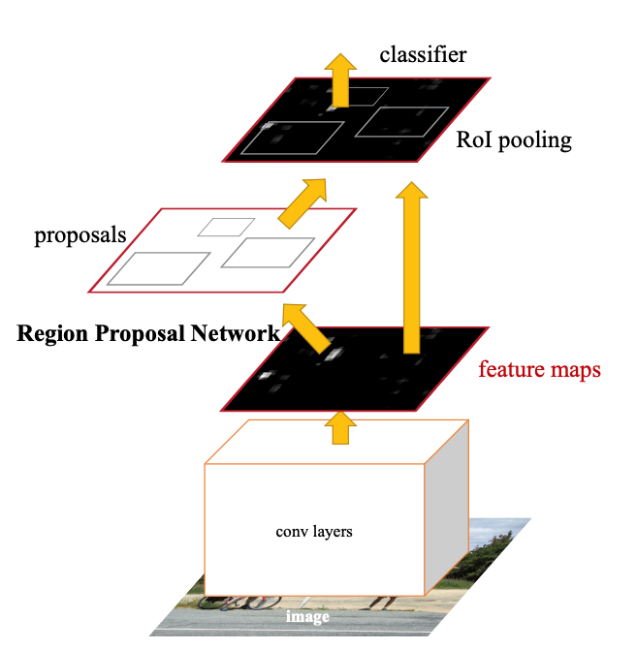 classifier
RoI pooling
proposals
Region Proposal Network
feature maps
conv layers
image